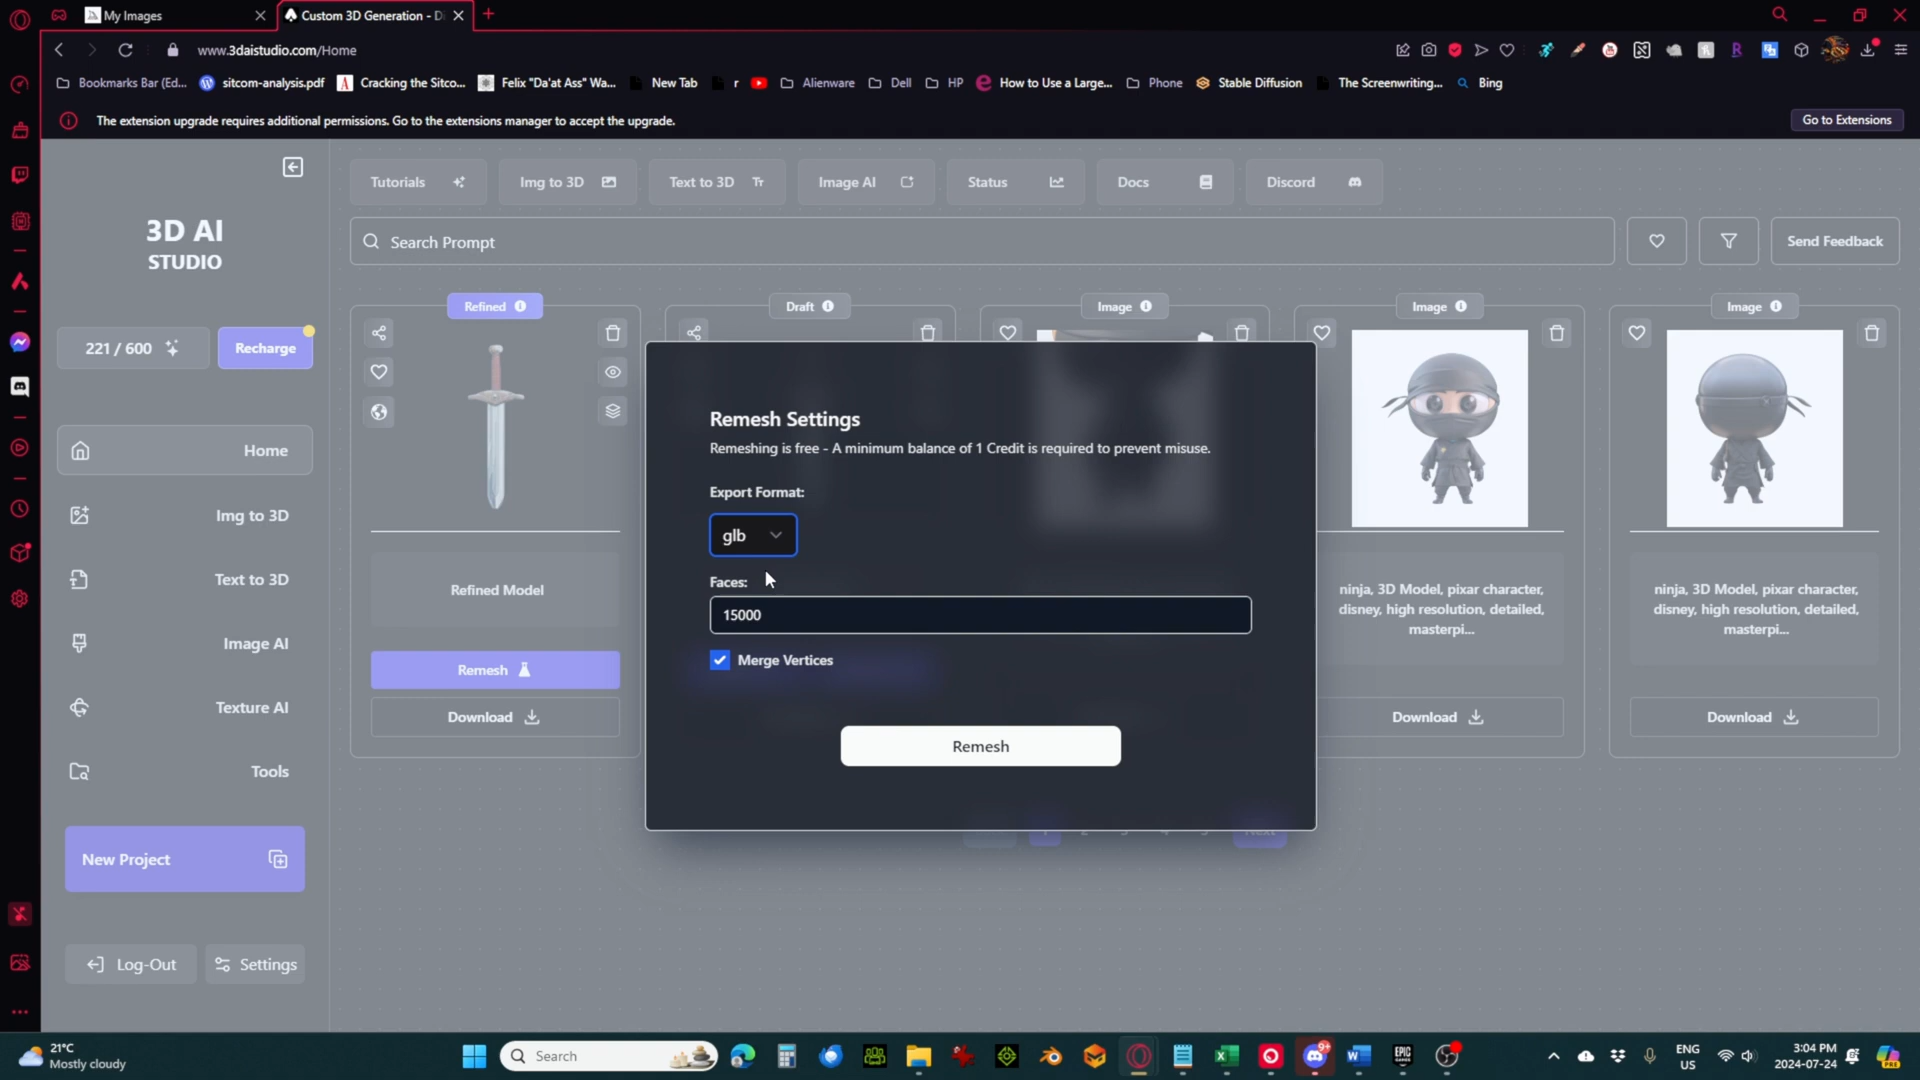 My Images
Custom 3D Generation - Di
www.3daistudio.com/Home
Bookmarks Bar (Ed...
sitcom-analysis.pdf
Cracking the Sitco...
Felix "Da'at Ass" Wa...
New Tab
r
Alienware
Dell
HP
How to Use a Large...
Phone
Stable Diffusion
The Screenwriting...
Bing
The extension upgrade requires additional permissions. Go to the extensions manager to accept the upgrade.
Go to Extensions
3D AI
STUDIO
221 / 600
Recharge
Home
Img to 3D
Text to 3D
Image AI
Texture AI
Tools
New Project
Log-Out
Settings
Tutorials
Img to 3D
Text to 3D
Image AI
Status
Docs
Discord
Search Prompt
Send Feedback
Refined
Draft
Image
Image
Image
Refined Model
Remesh
Download
Remesh Settings
Remeshing is free - A minimum balance of 1 Credit is required to prevent misuse.
Export Format:
glb
Faces:
15000
Merge Vertices
Remesh
ninja, 3D Model, pixar character,
disney, high resolution, detailed,
masterpi...
Download
ninja, 3D Model, pixar character,
disney, high resolution, detailed,
masterpi...
Download
Next
21°C
Mostly cloudy
Search
9+
EPIC
ENG
US
3:04 PM
2024-07-24
PRE